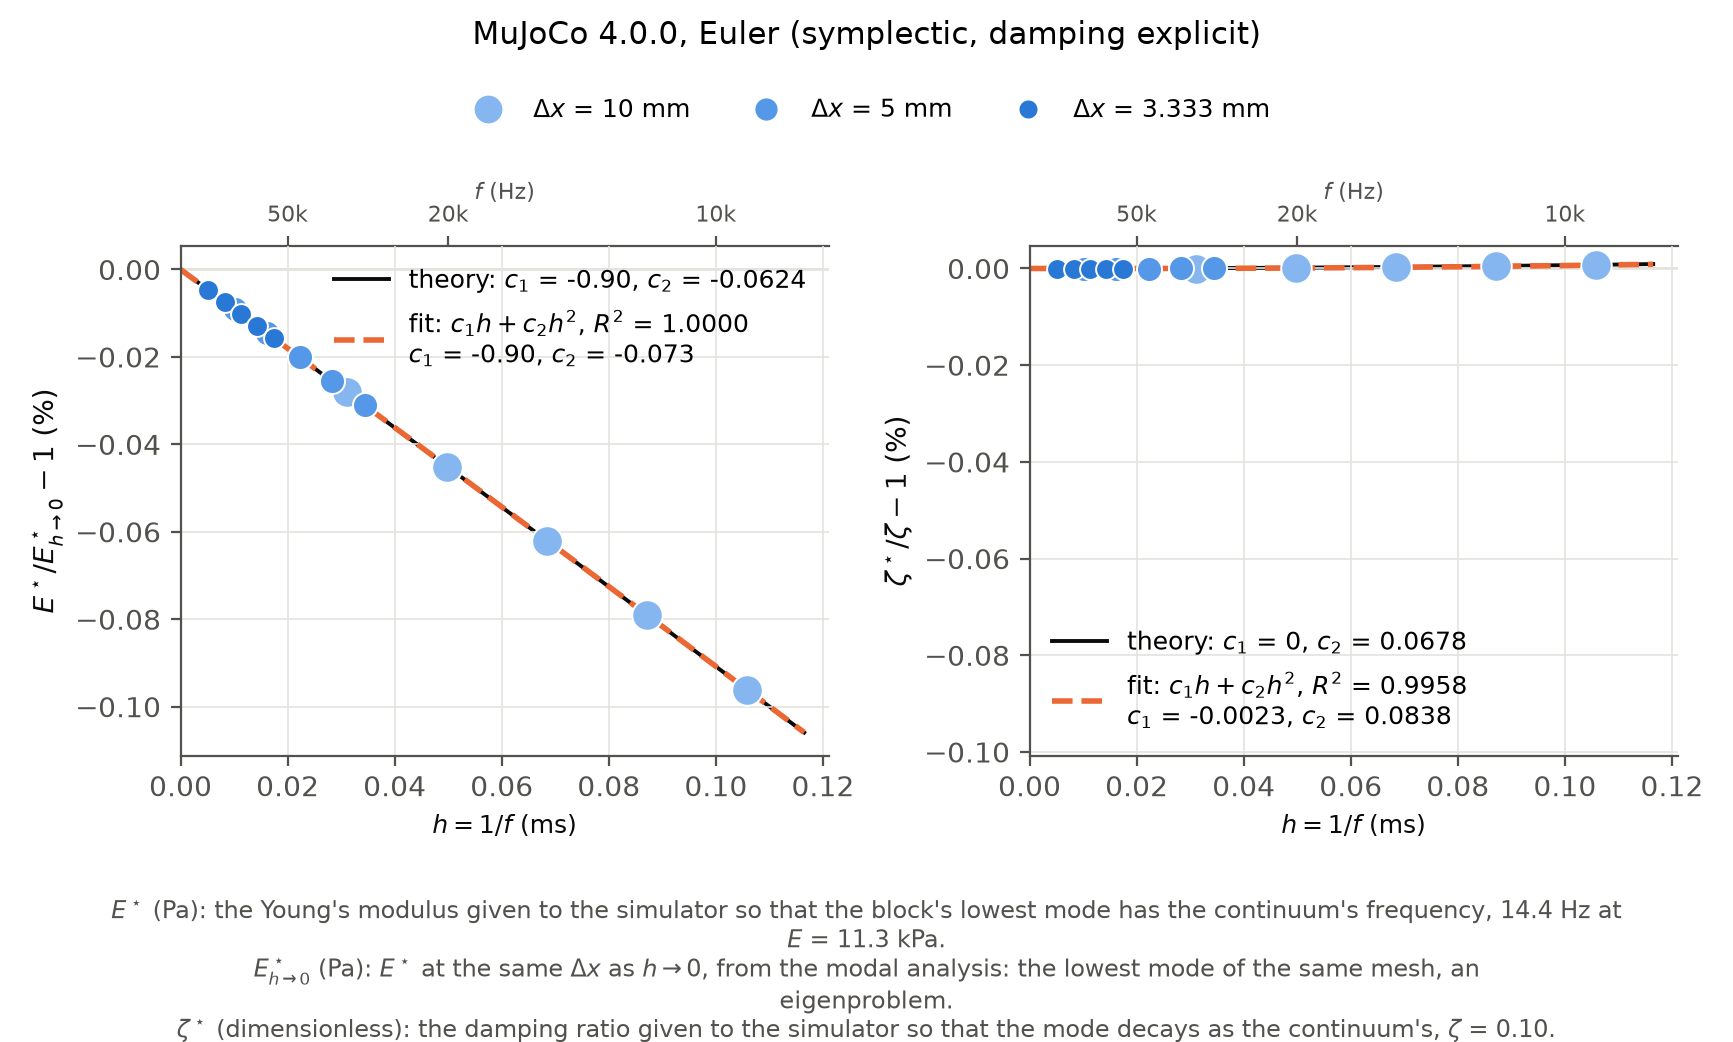 MuJoCo 4.0.0, Euler (symplectic, damping explicit)
Δx = 10 mm
Δx = 5 mm
Δx = 3.333 mm
f (Hz)
50k
20k
10k
0.00
−0.02
−0.04
−0.06
−0.08
−0.10
E⋆/E⋆h→0 − 1 (%)
theory: c₁ = -0.90, c₂ = -0.0624
fit: c₁h + c₂h², R² = 1.0000
c₁ = -0.90, c₂ = -0.073
0.00
0.02
0.04
0.06
0.08
0.10
0.12
h = 1/f (ms)
f (Hz)
50k
20k
10k
0.00
−0.02
−0.04
−0.06
−0.08
−0.10
ζ⋆/ζ − 1 (%)
theory: c₁ = 0, c₂ = 0.0678
fit: c₁h + c₂h², R² = 0.9958
c₁ = -0.0023, c₂ = 0.0838
0.00
0.02
0.04
0.06
0.08
0.10
0.12
h = 1/f (ms)
E⋆ (Pa): the Young's modulus given to the simulator so that the block's lowest mode has the continuum's frequency, 14.4 Hz at
E = 11.3 kPa.
E⋆h→0 (Pa): E⋆ at the same Δx as h→0, from the modal analysis: the lowest mode of the same mesh, an
eigenproblem.
ζ⋆ (dimensionless): the damping ratio given to the simulator so that the mode decays as the continuum's, ζ = 0.10.